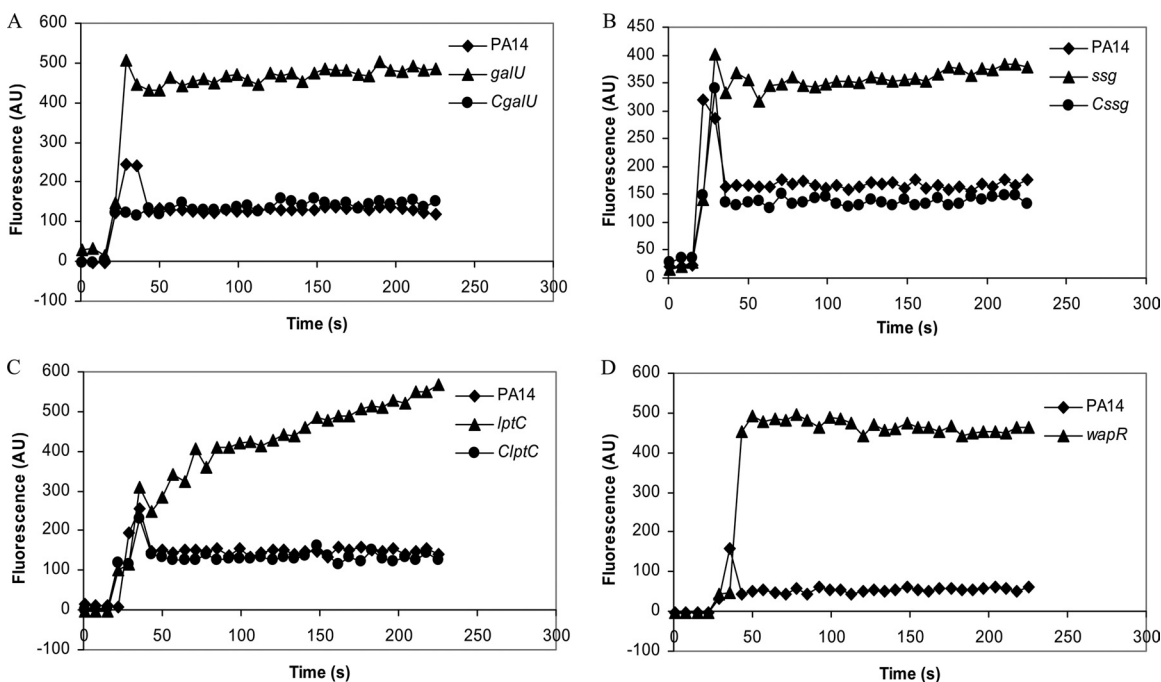 A
Fluorescence (AU)
600
500
400
300
200
100
0
-100
0 50 100 150 200 250 300
Time (s)
PA14
galU
CgalU
B
Fluorescence (AU)
450
400
350
300
250
200
150
100
50
0
0 50 100 150 200 250 300
Time (s)
PA14
ssg
Cssg
C
Fluorescence (AU)
600
500
400
300
200
100
0
-100
0 50 100 150 200 250 300
Time (s)
PA14
lptC
ClptC
D
Fluorescence (AU)
600
500
400
300
200
100
0
-100
0 50 100 150 200 250 300
Time (s)
PA14
wapR